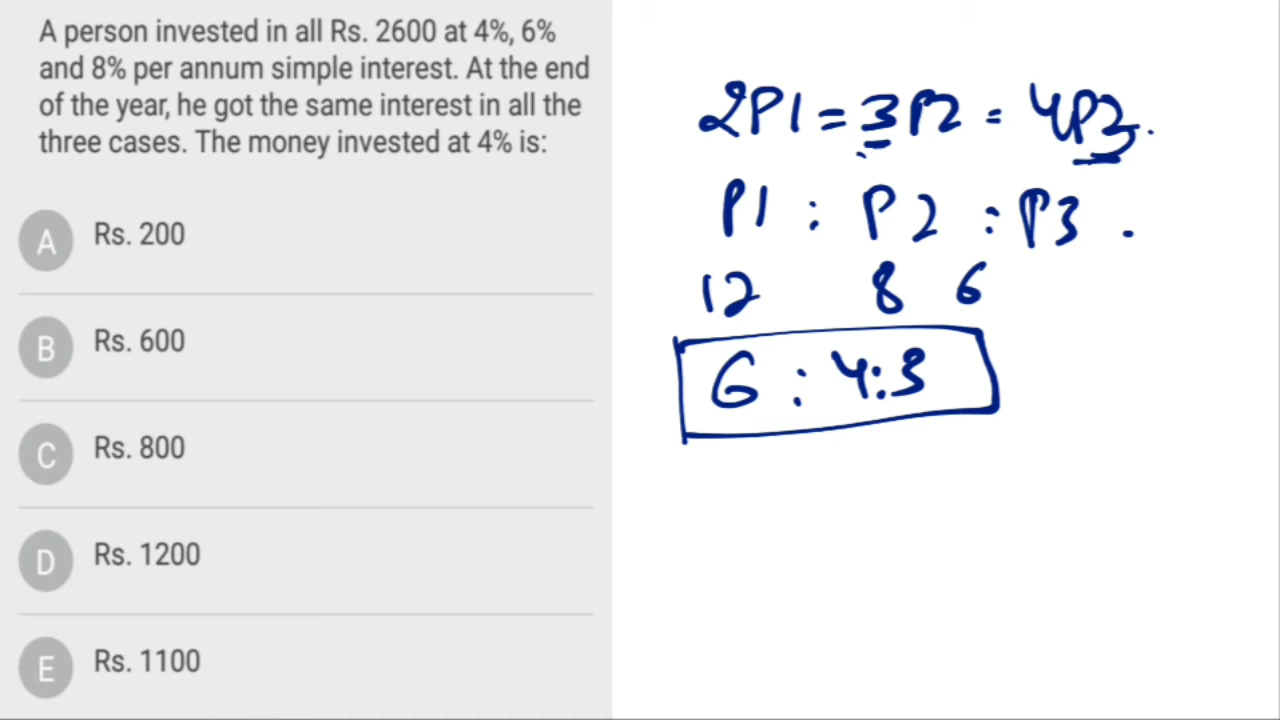 A person invested in all Rs. 2600 at 4%, 6%
and 8% per annum simple interest. At the end
of the year, he got the same interest in all the
three cases. The money invested at 4% is:
A Rs. 200
B Rs. 600
C Rs. 800
D Rs. 1200
E Rs. 1100
2P1 = 3P2 = 4P3.
P1 : P2 : P3.
12 8 6
6 : 4 : 3